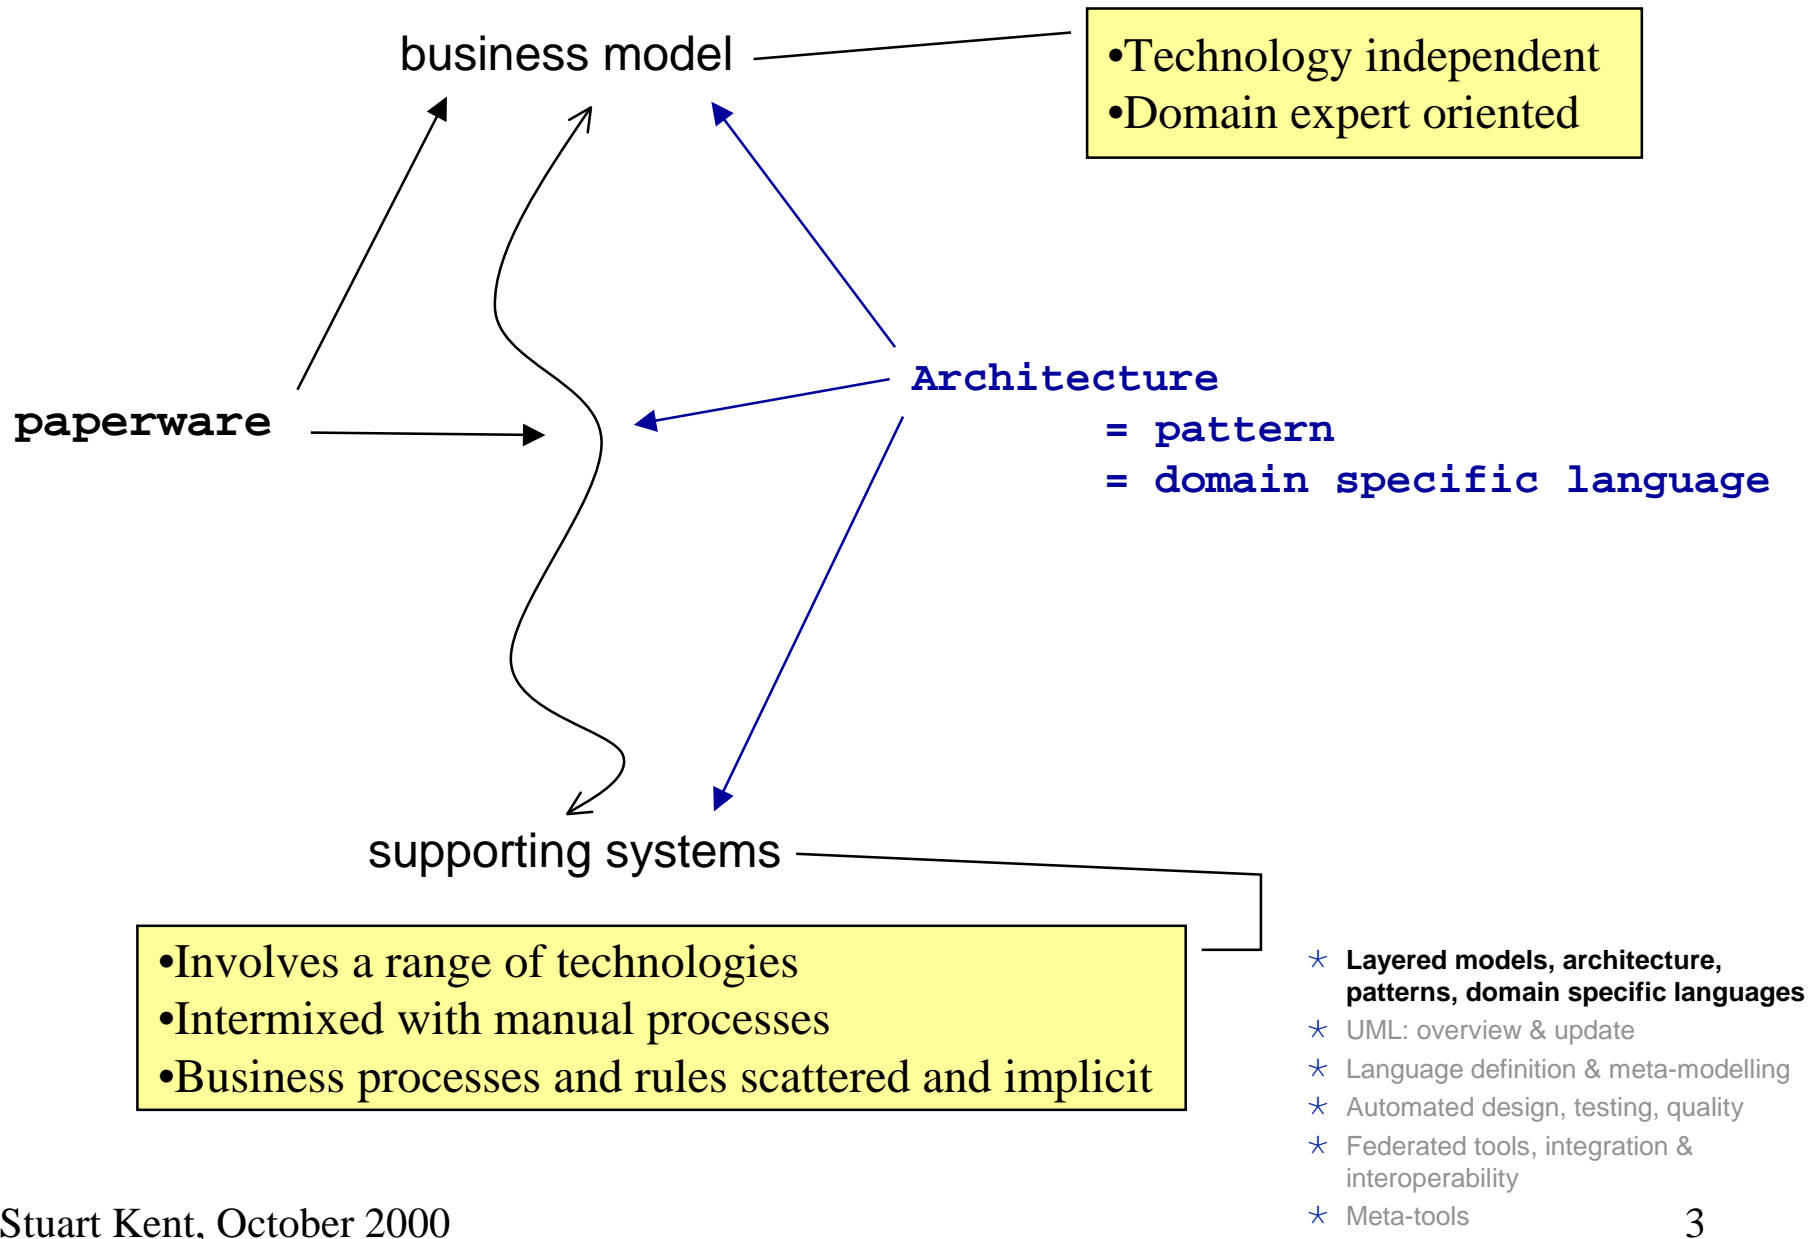 business model
•Technology independent
•Domain expert oriented
Architecture
paperware
= pattern
= domain specific language
supporting systems
•Involves a range of technologies
•Intermixed with manual processes
•Business processes and rules scattered and implicit
Layered models, architecture,
patterns, domain specific languages
UML: overview & update
Language definition & meta-modelling
Automated design, testing, quality
Federated tools, integration &
interoperability
Meta-tools
Stuart Kent, October 2000
3